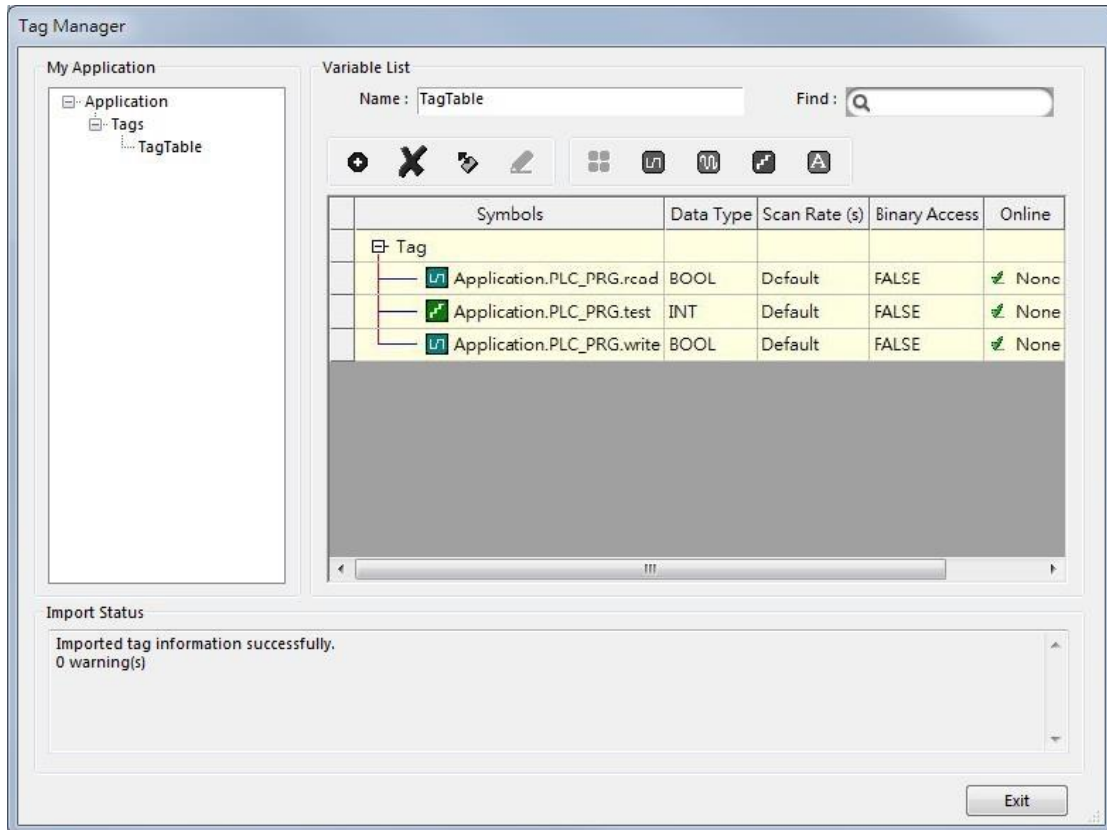 Tag Manager
My Application
Application
Tags
TagTable
Variable List
Name : TagTable Find :
Symbols Data Type Scan Rate (s) Binary Access Online
Tag
Application.PLC_PRG.read BOOL Default FALSE None
Application.PLC_PRG.test INT Default FALSE None
Application.PLC_PRG.write BOOL Default FALSE None
Import Status
Imported tag information successfully.
0 warning(s)
Exit